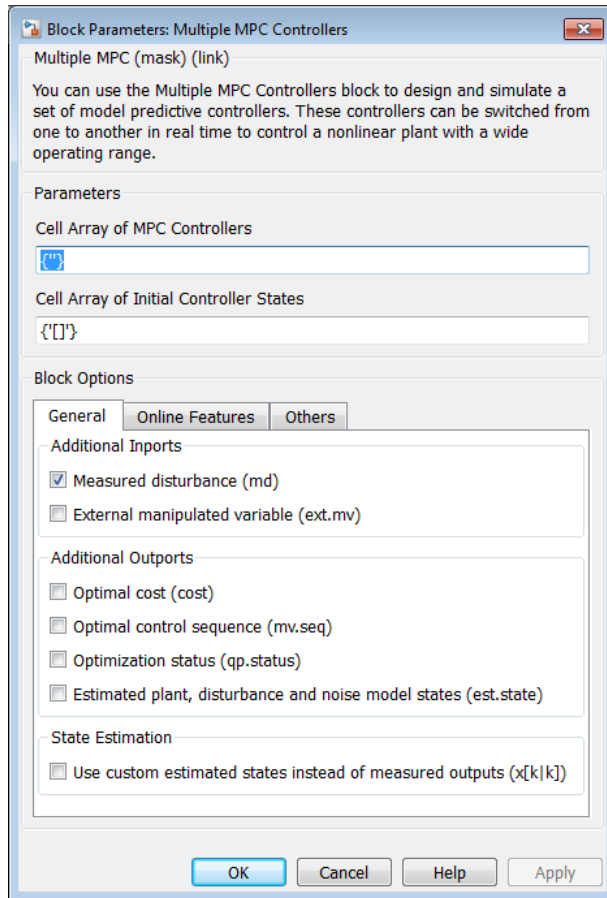 Block Parameters: Multiple MPC Controllers
Multiple MPC (mask) (link)
You can use the Multiple MPC Controllers block to design and simulate a
set of model predictive controllers. These controllers can be switched from
one to another in real time to control a nonlinear plant with a wide
operating range.
Parameters
Cell Array of MPC Controllers
{''}
Cell Array of Initial Controller States
{'[]'}
Block Options
General Online Features Others
Additional Inports
Measured disturbance (md)
External manipulated variable (ext.mv)
Additional Outports
Optimal cost (cost)
Optimal control sequence (mv.seq)
Optimization status (qp.status)
Estimated plant, disturbance and noise model states (est.state)
State Estimation
Use custom estimated states instead of measured outputs (x[k|k])
OK Cancel Help Apply